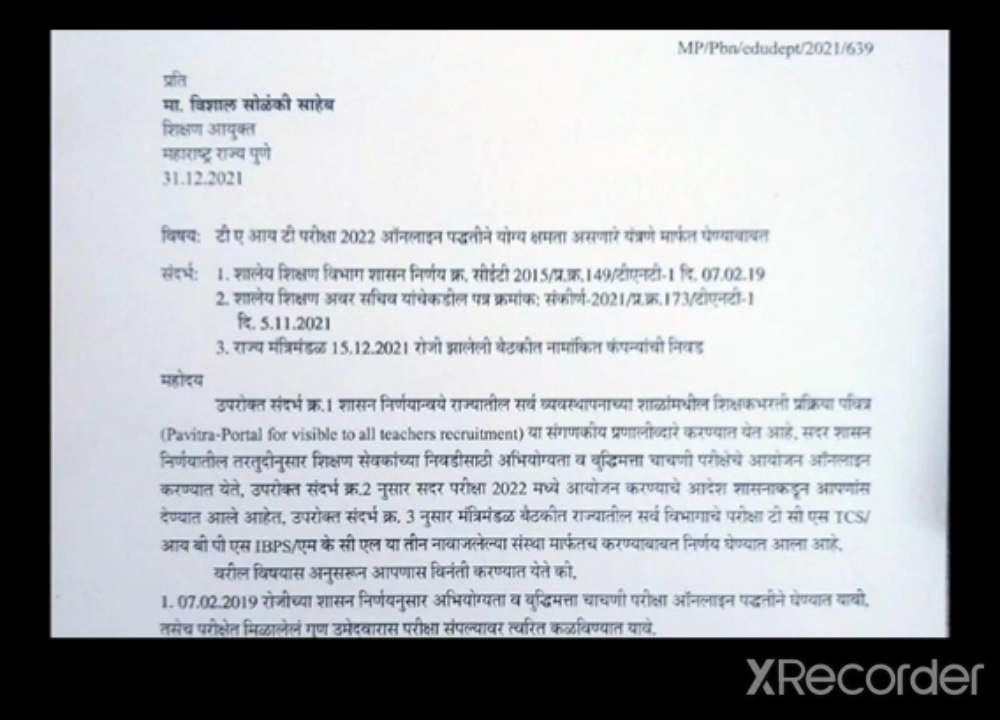 MP/Pbn/edudept/2021/639
प्रति
मा. विशाल सोळंकी साहेब
शिक्षण आयुक्त
महाराष्ट्र राज्य पुणे
31.12.2021
विषय: टी ए आय टी परीक्षा 2022 ऑनलाइन पद्धतीने योग्य क्षमता असणारे यंत्रणे मार्फत घेण्याबाबत
संदर्भ: 1. शालेय शिक्षण विभाग शासन निर्णय क्र. सीईटी 2015/प्र.क्र.149/टीएनटी-1 दि. 07.02.19
2. शालेय शिक्षण अवर सचिव यांचेकडील पत्र क्रमांक: संकीर्ण-2021/प्र.क्र.173/टीएनटी-1
दि. 5.11.2021
3. राज्य मंत्रिमंडळ 15.12.2021 रोजी झालेली बैठकीत नामांकित कंपन्यांची निवड
महोदय
उपरोक्त संदर्भ क्र.1 शासन निर्णयान्वये राज्यातील सर्व व्यवस्थापनाच्या शाळांमधील शिक्षकभरती प्रक्रिया पवित्र
(Pavitra-Portal for visible to all teachers recruitment) या संगणकीय प्रणालीव्दारे करण्यात येत आहे. सदर शासन
निर्णयातील तरतुदीनुसार शिक्षण सेवकांच्या निवडीसाठी अभियोग्यता व बुद्धिमत्ता चाचणी परीक्षेचे आयोजन ऑनलाइन
करण्यात येते. उपरोक्त संदर्भ क्र.2 नुसार सदर परीक्षा 2022 मध्ये आयोजन करण्याचे आदेश शासनाकडून आपणांस
देण्यात आले आहेत. उपरोक्त संदर्भ क्र. 3 नुसार मंत्रिमंडळ बैठकीत राज्यातील सर्व विभागाचे परीक्षा टी सी एस TCS/
आय बी पी एस IBPS/एम के सी एल या तीन नावाजलेल्या संस्था मार्फतच करण्याबाबत निर्णय घेण्यात आला आहे.
वरील विषयास अनुसरून आपणास विनंती करण्यात येते की,
1. 07.02.2019 रोजीच्या शासन निर्णयनुसार अभियोग्यता व बुद्धिमत्ता चाचणी परीक्षा ऑनलाइन पद्धतीने घेण्यात यावी.
तसेच परीक्षेत मिळालेलं गुण उमेदवारास परीक्षा संपल्यावर त्वरित कळविण्यात यावे.
XRecorder